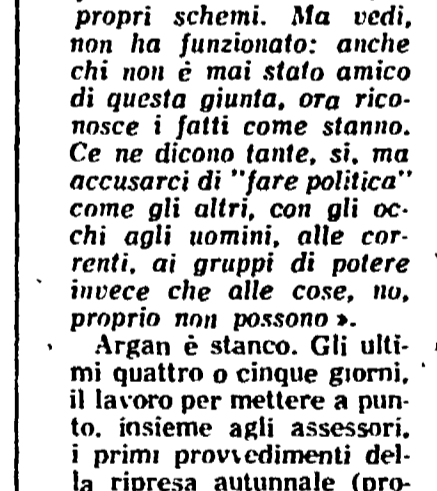 propri schemi. Ma vedi,
non ha funzionato: anche
chi non è mai stato amico
di questa giunta, ora rico-
nosce i fatti come stanno.
Ce ne dicono tante, si, ma
accusarci di "fare politica"
come gli altri, con gli oc-
chi agli uomini, alle cor-
renti, ai gruppi di potere
invece che alle cose, no,
proprio non possono ».
Argan è stanco. Gli ulti-
mi quattro o cinque giorni,
il lavoro per mettere a pun-
to, insieme agli assessori,
i primi provvedimenti del-
la ripresa autunnale (pro-